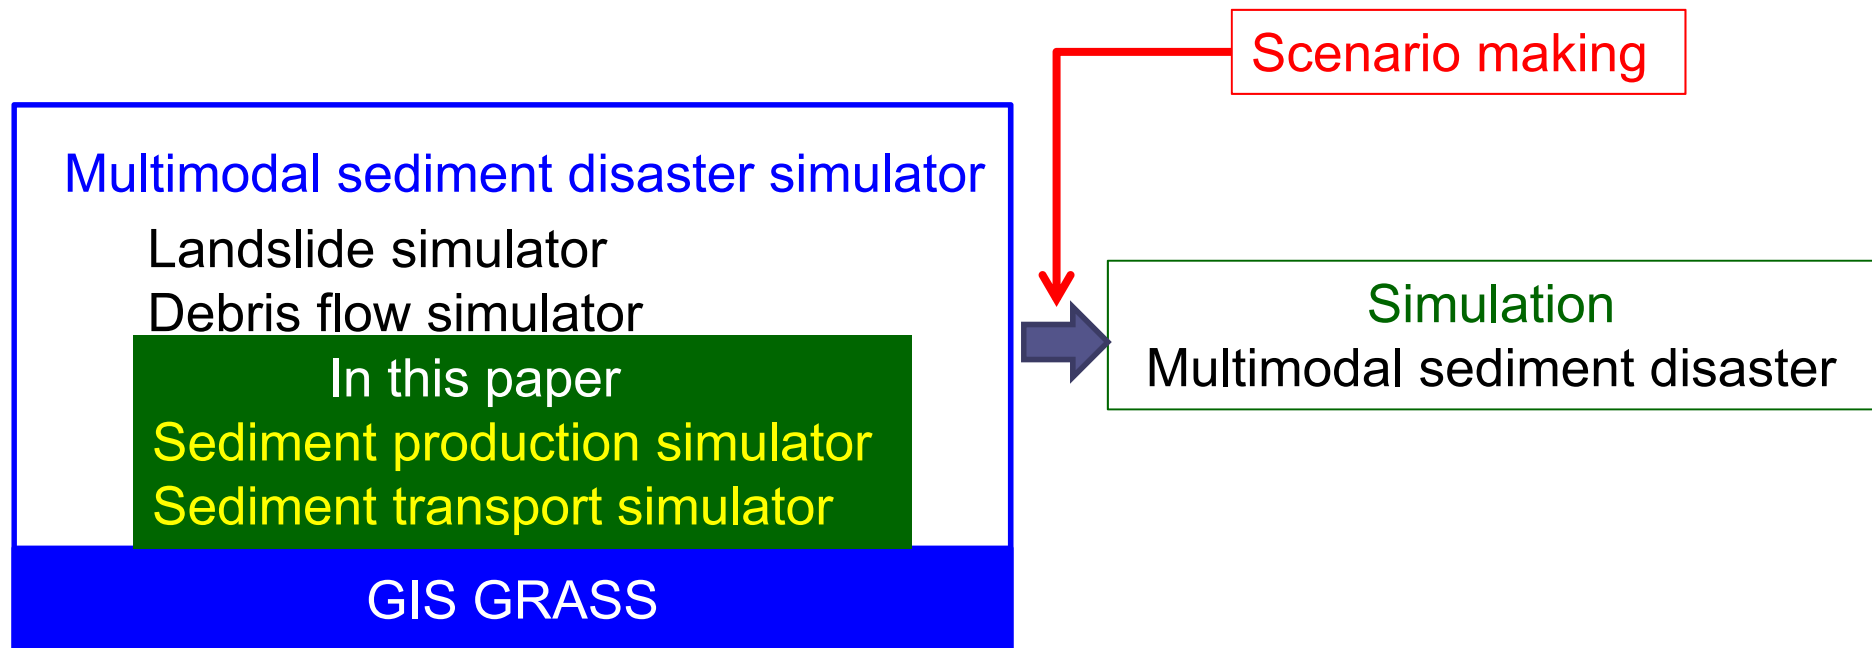 Scenario making
Multimodal sediment disaster simulator
Landslide simulator
Debris flow simulator
In this paper
Sediment production simulator
Sediment transport simulator
GIS GRASS
Simulation
Multimodal sediment disaster